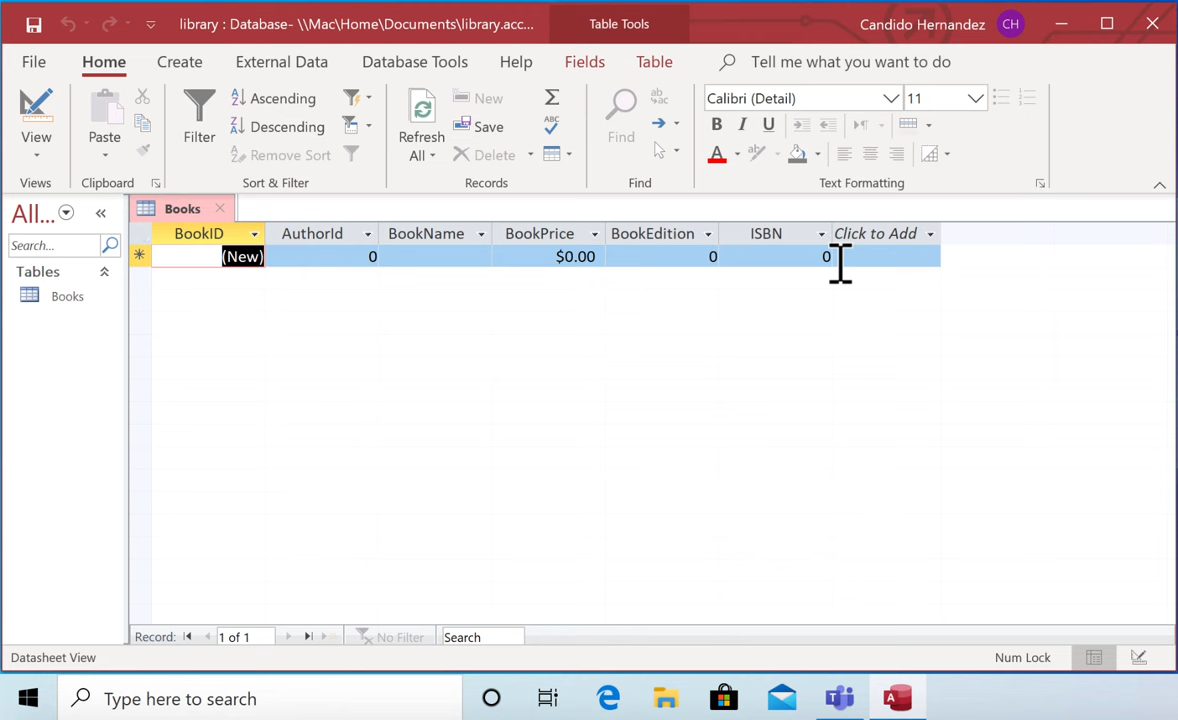 library : Database- \\Mac\Home\Documents\library.acc...
Table Tools
Candido Hernandez
CH
File
Home
Create
External Data
Database Tools
Help
Fields
Table
Tell me what you want to do
View
Paste
Filter
Ascending
Descending
Remove Sort
Refresh
All
New
Save
Delete
Σ
ABC
Find
ab
ac
Calibri (Detail)
11
B I U
A
Views
Clipboard
Sort & Filter
Records
Find
Text Formatting
All...
Search...
Tables
Books
Books
BookID AuthorId BookName BookPrice BookEdition ISBN Click to Add
(New) 0 $0.00 0 0
Record: 1 of 1 No Filter Search
Datasheet View
Num Lock
Type here to search